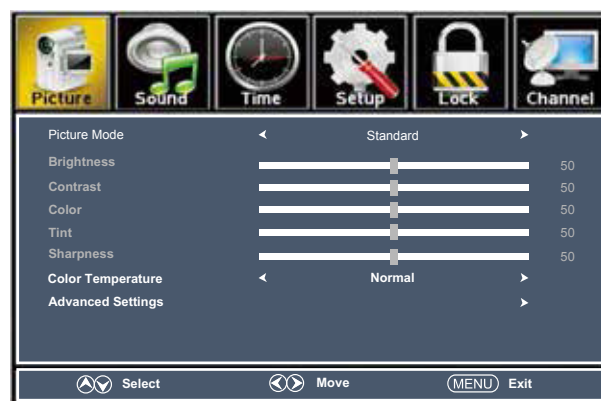 Picture Sound Time Setup Lock Channel
Picture Mode Standard
Brightness 50
Contrast 50
Color 50
Tint 50
Sharpness 50
Color Temperature Normal
Advanced Settings
Select Move MENU Exit